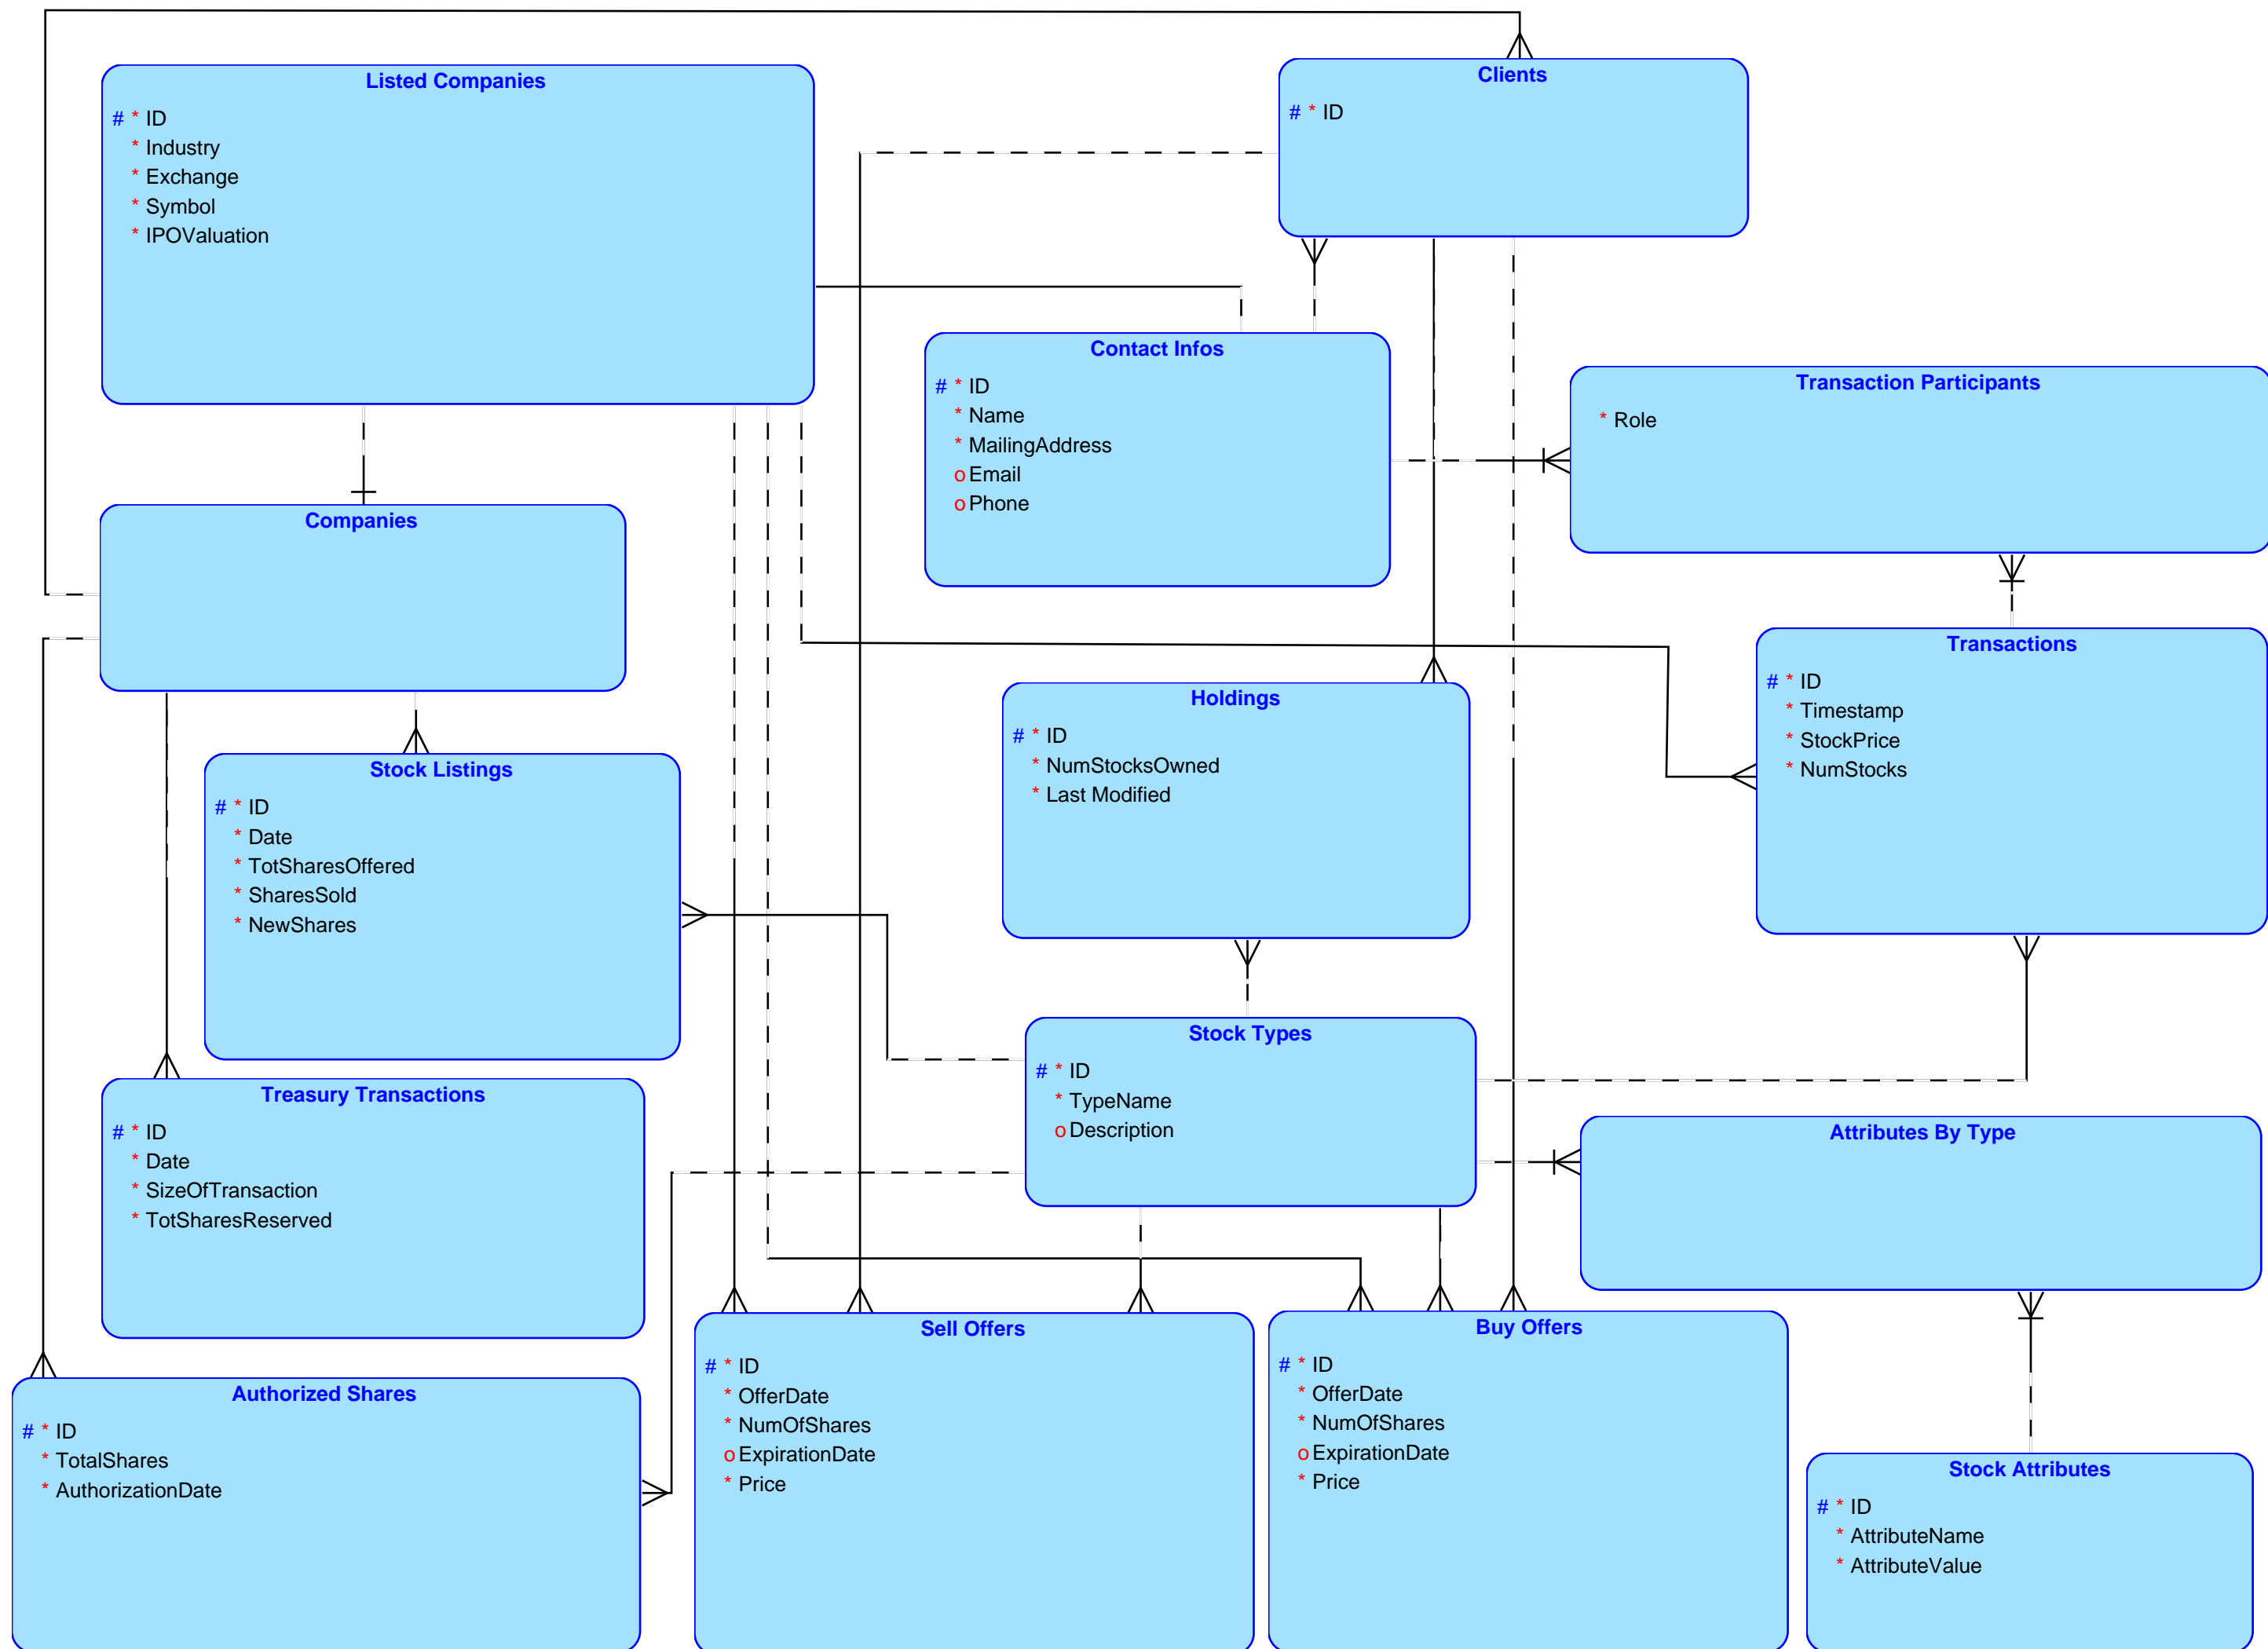 Listed Companies
# * ID
* Industry
* Exchange
* Symbol
* IPOValuation
Clients
# * ID
Contact Infos
# * ID
* Name
* MailingAddress
o Email
o Phone
Transaction Participants
* Role
Companies
Transactions
# * ID
* Timestamp
* StockPrice
* NumStocks
Holdings
# * ID
* NumStocksOwned
* Last Modified
Stock Listings
# * ID
* Date
* TotSharesOffered
* SharesSold
* NewShares
Stock Types
# * ID
* TypeName
o Description
Treasury Transactions
# * ID
* Date
* SizeOfTransaction
* TotSharesReserved
Attributes By Type
Sell Offers
# * ID
* OfferDate
* NumOfShares
o ExpirationDate
* Price
Buy Offers
# * ID
* OfferDate
* NumOfShares
o ExpirationDate
* Price
Authorized Shares
# * ID
* TotalShares
* AuthorizationDate
Stock Attributes
# * ID
* AttributeName
* AttributeValue